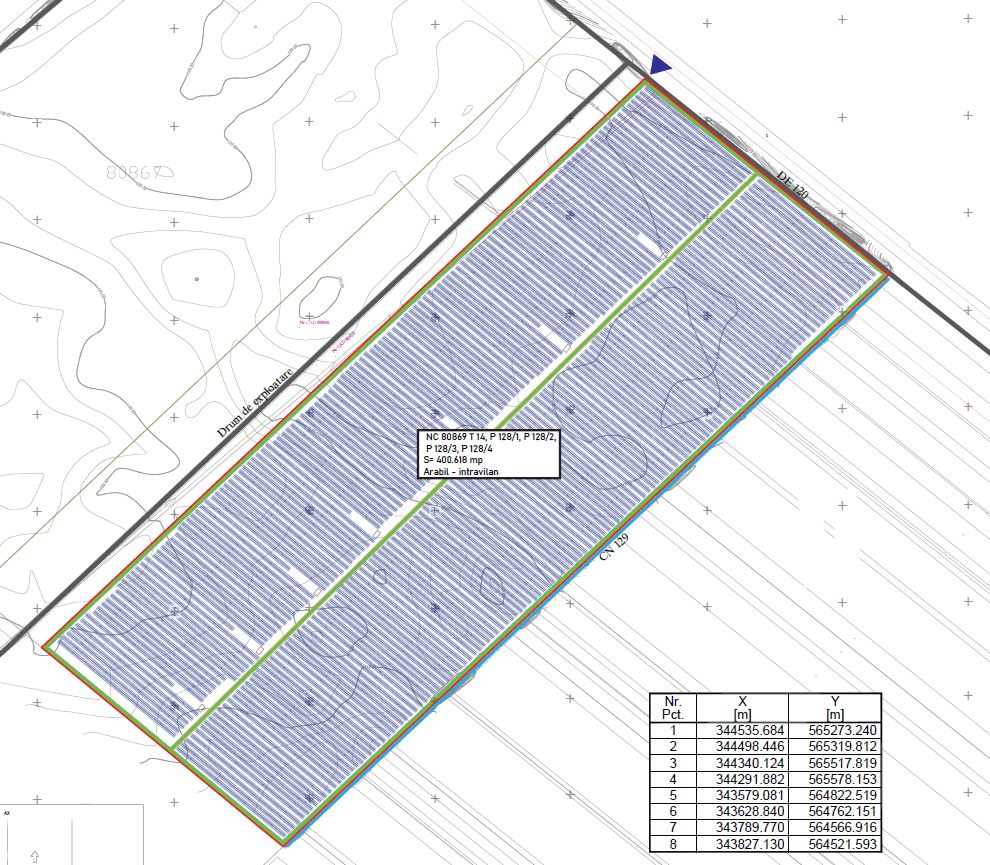 80867
DE 120
Drum de exploatare
NC 80869 T 14, P 128/1, P 128/2,
P 128/3, P 128/4
S= 400.618 mp
Arabil - intravilan
CN 129
Nr. Pct. X [m] Y [m]
1 344535.684 565273.240
2 344498.446 565319.812
3 344340.124 565517.819
4 344291.882 565578.153
5 343579.081 564822.519
6 343628.840 564762.151
7 343789.770 564566.916
8 343827.130 564521.593
AX